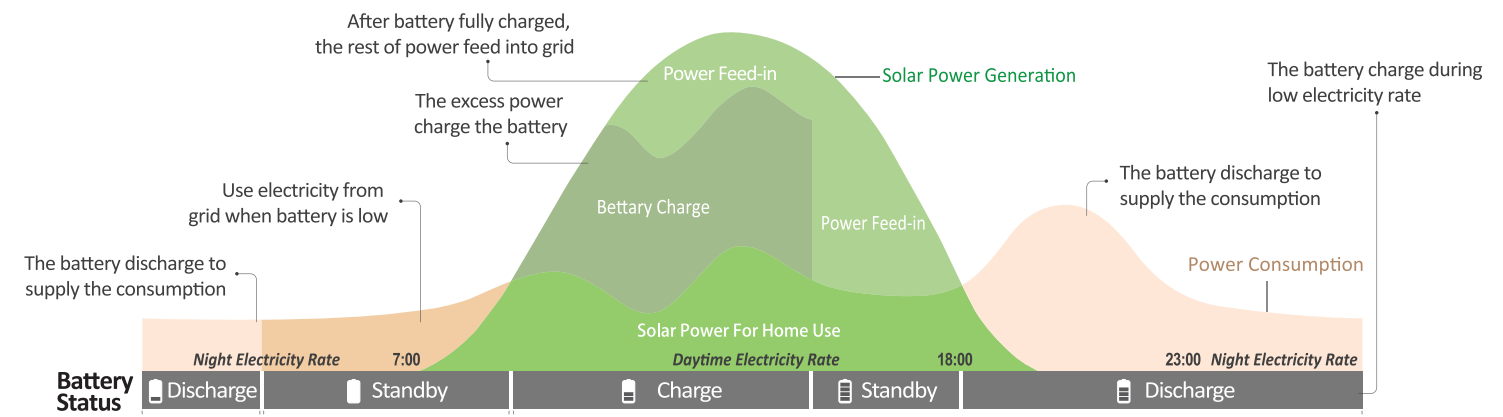 After battery fully charged,
the rest of power feed into grid
Power Feed-in
Solar Power Generation
The battery charge during
low electricity rate
The excess power
charge the battery
The battery discharge to
supply the consumption
Use electricity from
grid when battery is low
Bettary Charge
Power Feed-in
The battery discharge to
supply the consumption
Power Consumption
Solar Power For Home Use
Night Electricity Rate 7:00 Daytime Electricity Rate 18:00 23:00 Night Electricity Rate
Battery
Status
Discharge Standby Charge Standby Discharge